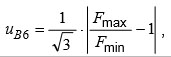 u_{B6} = \frac{1}{\sqrt{3}} \cdot \left| \frac{F_{max}}{F_{min}} - 1 \right| ,